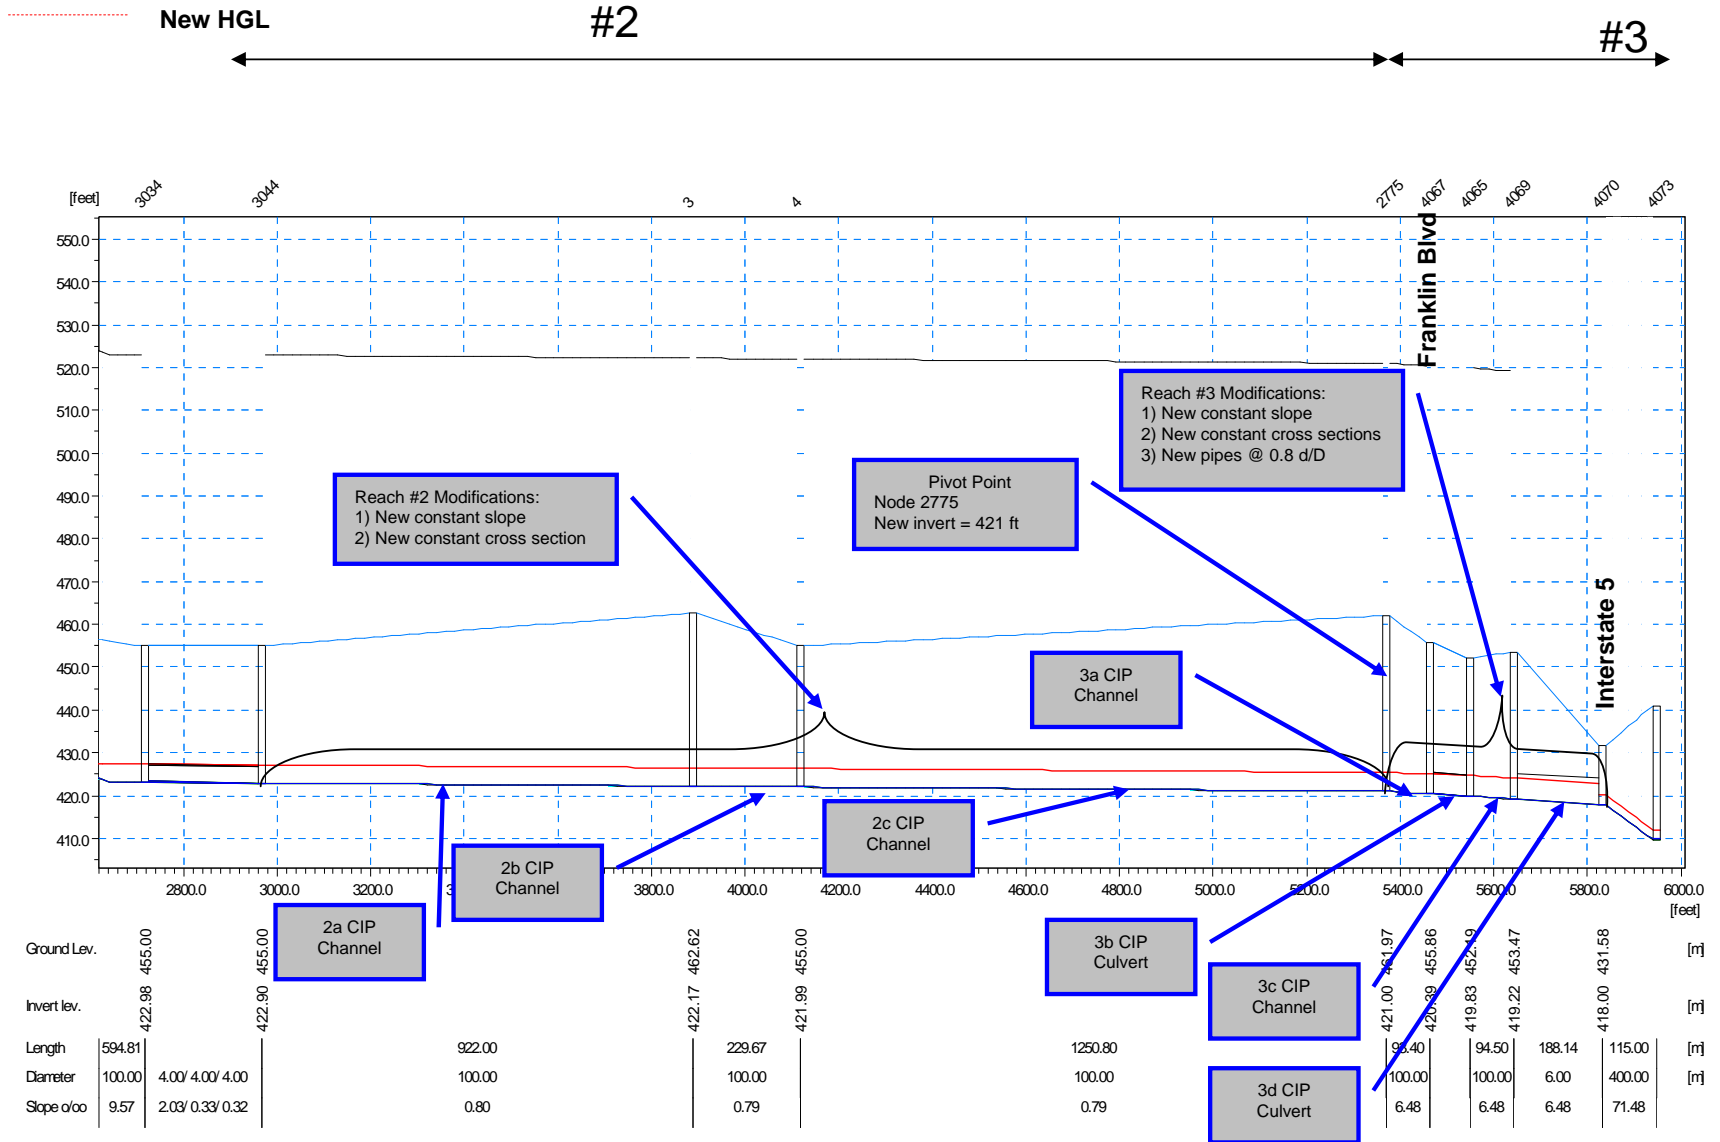 New HGL
#2
#3
[feet]
3034
3044
3
4
2775
4067
4065
4069
4070
4073
550.0
540.0
530.0
520.0
510.0
500.0
490.0
480.0
470.0
460.0
450.0
440.0
430.0
420.0
410.0
Franklin Blvd
Interstate 5
Reach #3 Modifications:
1) New constant slope
2) New constant cross sections
3) New pipes @ 0.8 d/D
Pivot Point
Node 2775
New invert = 421 ft
Reach #2 Modifications:
1) New constant slope
2) New constant cross section
3a CIP
Channel
2c CIP
Channel
2b CIP
Channel
2a CIP
Channel
3b CIP
Culvert
3c CIP
Channel
3d CIP
Culvert
2800.0 3000.0 3200.0 3800.0 4000.0 4200.0 4400.0 4600.0 4800.0 5000.0 5200.0 5400.0 5600.0 5800.0 6000.0
[feet]
Ground Lev. 455.00 455.00 462.62 455.00 461.97 455.86 452.19 453.47 431.58 [m]
Invert lev. 422.98 422.90 422.17 421.99 421.00 420.39 419.83 419.22 418.00 [m]
Length 594.81 922.00 229.67 1250.80 93.40 94.50 188.14 115.00 [m]
Diameter 100.00 4.00/ 4.00/ 4.00 100.00 100.00 100.00 100.00 100.00 6.00 400.00 [m]
Slope o/oo 9.57 2.03/ 0.33/ 0.32 0.80 0.79 0.79 6.48 6.48 6.48 71.48